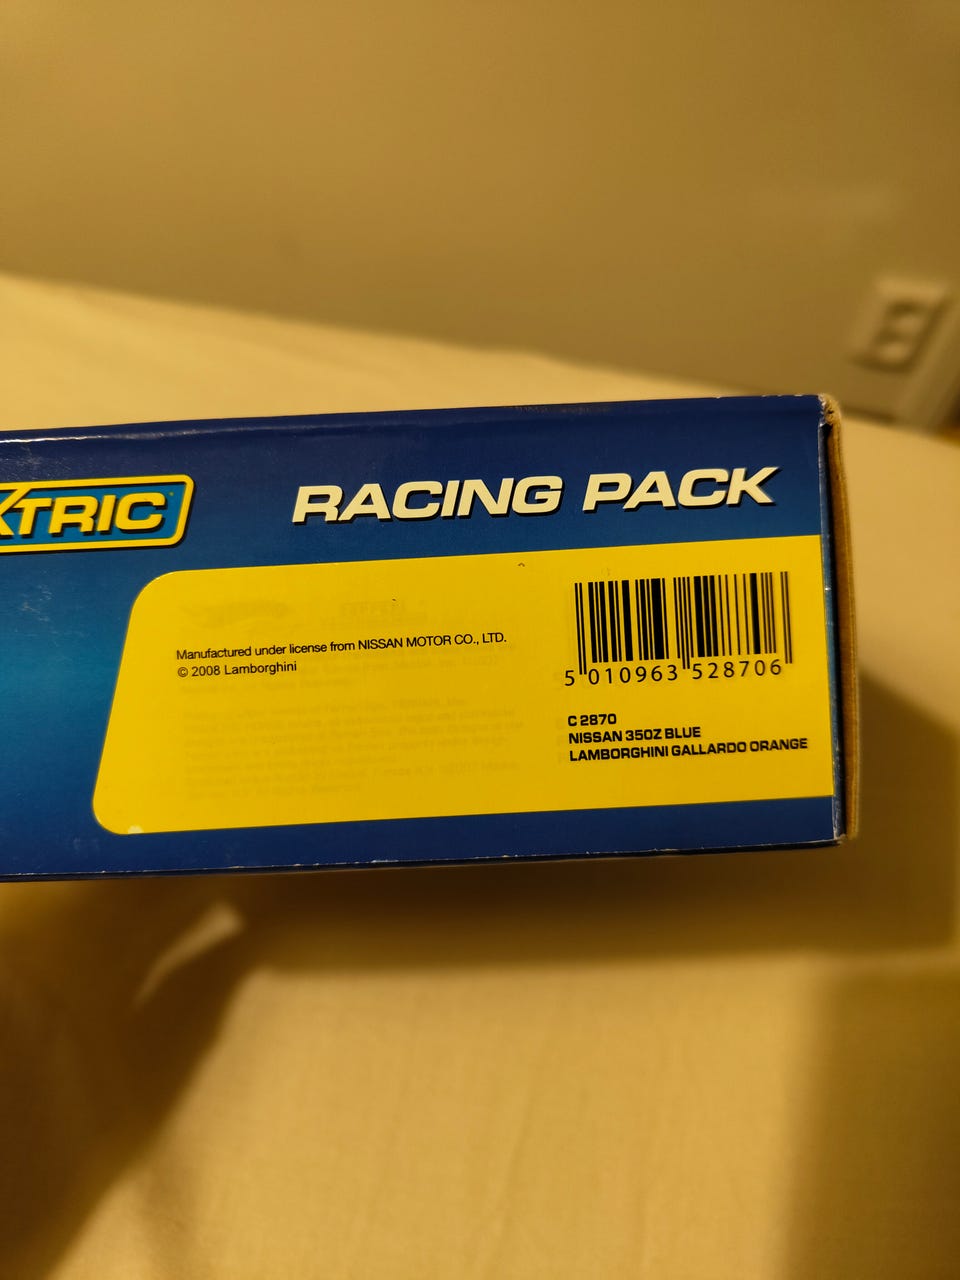 XTRIC
RACING PACK
Manufactured under license from NISSAN MOTOR CO., LTD.
© 2008 Lamborghini
5 010963 528706
C 2870
NISSAN 350Z BLUE
LAMBORGHINI GALLARDO ORANGE